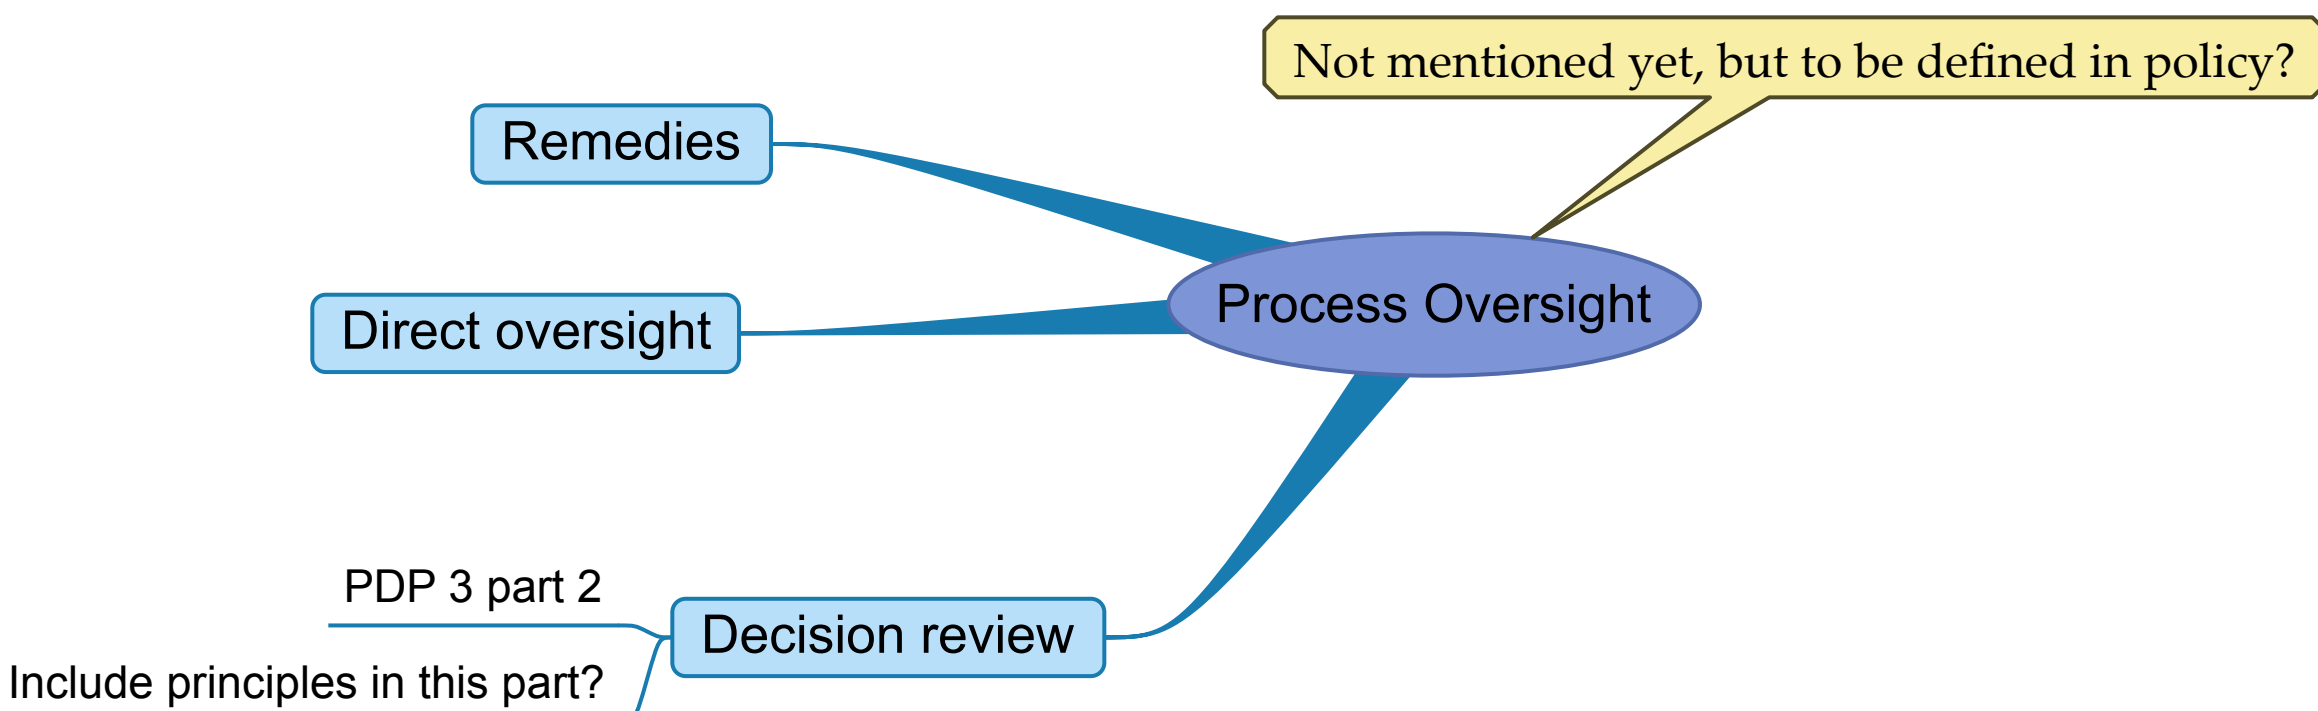 Not mentioned yet, but to be defined in policy?
Remedies
Process Oversight
Direct oversight
PDP 3 part 2
Decision review
Include principles in this part?